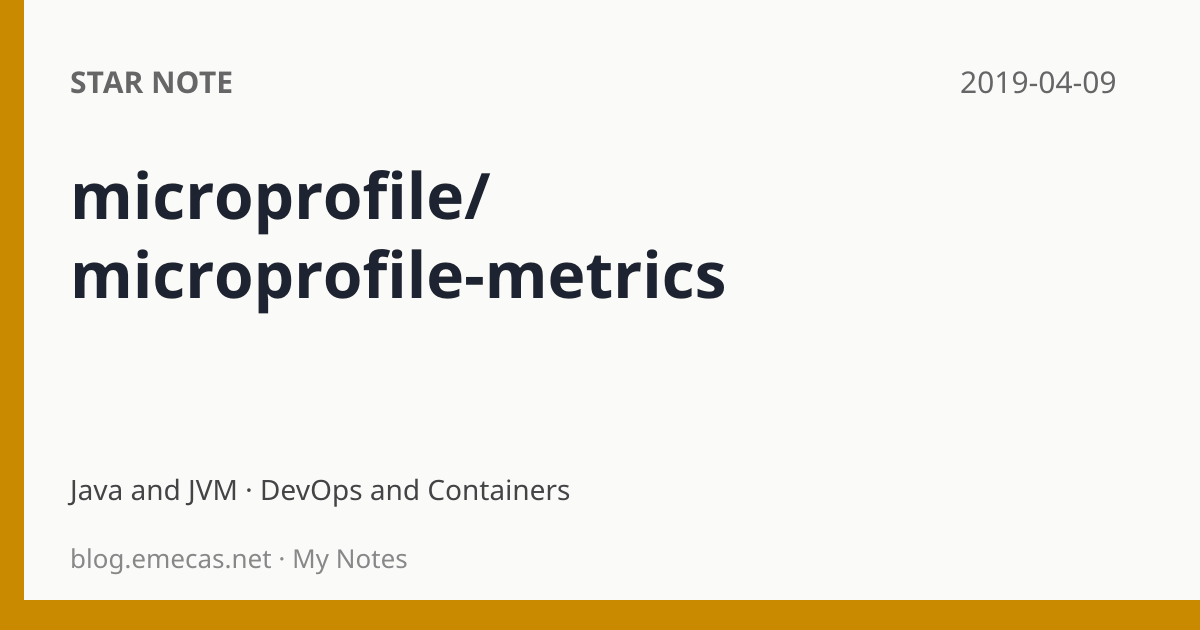 STAR NOTE
2019-04-09
microprofile/
microprofile-metrics
Java and JVM · DevOps and Containers
blog.emecas.net · My Notes